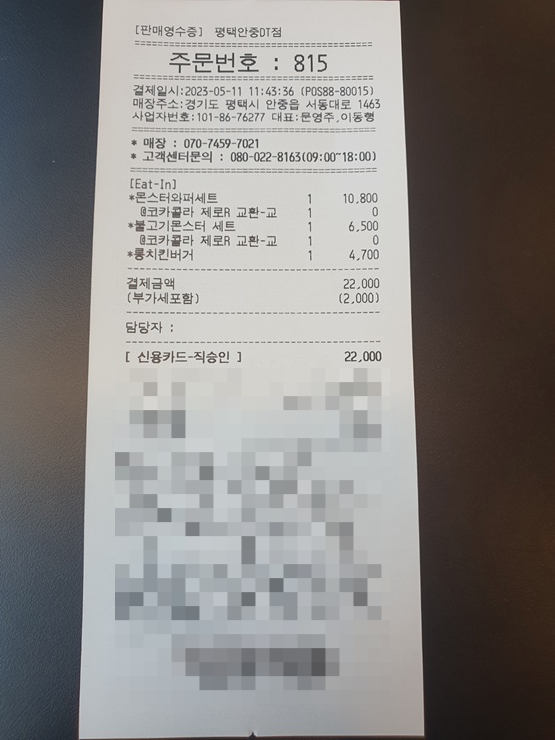 [판매영수증] 평택안중DT점
주문번호 : 815
결제일시:2023-05-11 11:43:36 (POS88-80015)
매장주소:경기도 평택시 안중읍 서동대로 1463
사업자번호:101-86-76277 대표:문영주,이동형
* 매장 : 070-7459-7021
* 고객센터문의 : 080-022-8163(09:00~18:00)
[Eat-In]
*몬스터와퍼세트 1 10,800
@코카콜라 제로R 교환-교 1 0
*불고기몬스터 세트 1 6,500
@코카콜라 제로R 교환-교 1 0
*롱치킨버거 1 4,700
결제금액 22,000
(부가세포함) (2,000)
담당자 :
[ 신용카드-직승인 ] 22,000